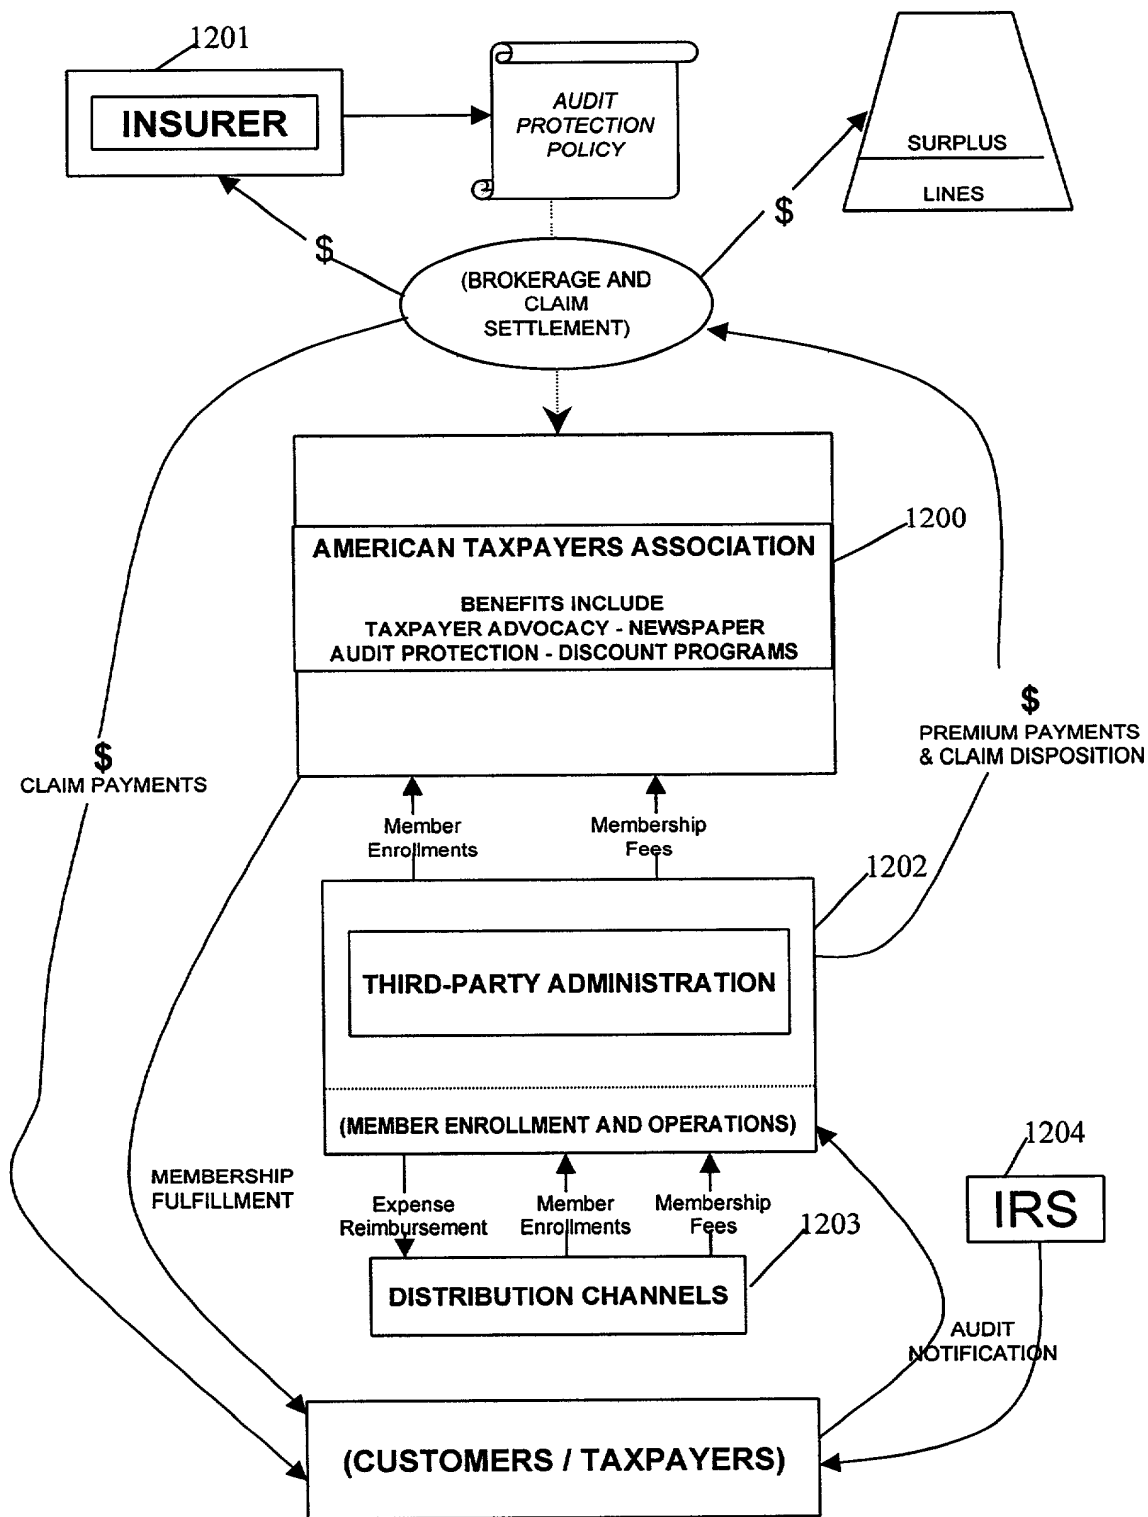 1201
INSURER
AUDIT
PROTECTION
POLICY
SURPLUS
LINES
$
$
(BROKERAGE AND
CLAIM
SETTLEMENT)
1200
AMERICAN TAXPAYERS ASSOCIATION
BENEFITS INCLUDE
TAXPAYER ADVOCACY - NEWSPAPER
AUDIT PROTECTION - DISCOUNT PROGRAMS
$
PREMIUM PAYMENTS
& CLAIM DISPOSITION
$
CLAIM PAYMENTS
Member
Enrollments
Membership
Fees
1202
THIRD-PARTY ADMINISTRATION
(MEMBER ENROLLMENT AND OPERATIONS)
1204
IRS
MEMBERSHIP
FULFILLMENT
Expense
Reimbursement
Member
Enrollments
Membership
Fees
1203
DISTRIBUTION CHANNELS
AUDIT
NOTIFICATION
(CUSTOMERS / TAXPAYERS)